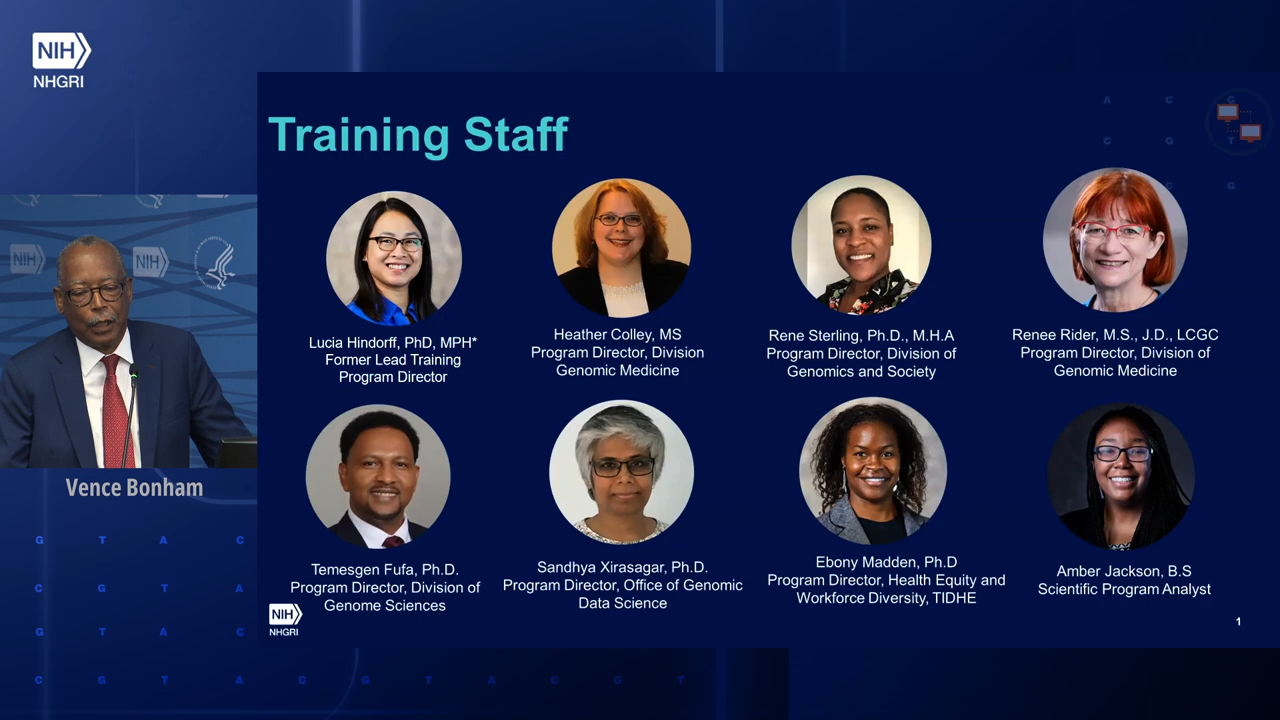 NIH
NHGRI
Training Staff
A C G
C G T
G
NIH
NIH
Lucia Hindorff, PhD, MPH*
Former Lead Training
Program Director
Heather Colley, MS
Program Director, Division
Genomic Medicine
Rene Sterling, Ph.D., M.H.A
Program Director, Division of
Genomics and Society
Renee Rider, M.S., J.D., LCGC
Program Director, Division of
Genomic Medicine
Vence Bonham
Temesgen Fufa, Ph.D.
Program Director, Division of
Genome Sciences
Sandhya Xirasagar, Ph.D.
Program Director, Office of Genomic
Data Science
Ebony Madden, Ph.D
Program Director, Health Equity and
Workforce Diversity, TIDHE
Amber Jackson, B.S
Scientific Program Analyst
NIH
NHGRI
1
G T A C
C G T A
G T A C
C G T A C G T A C G T